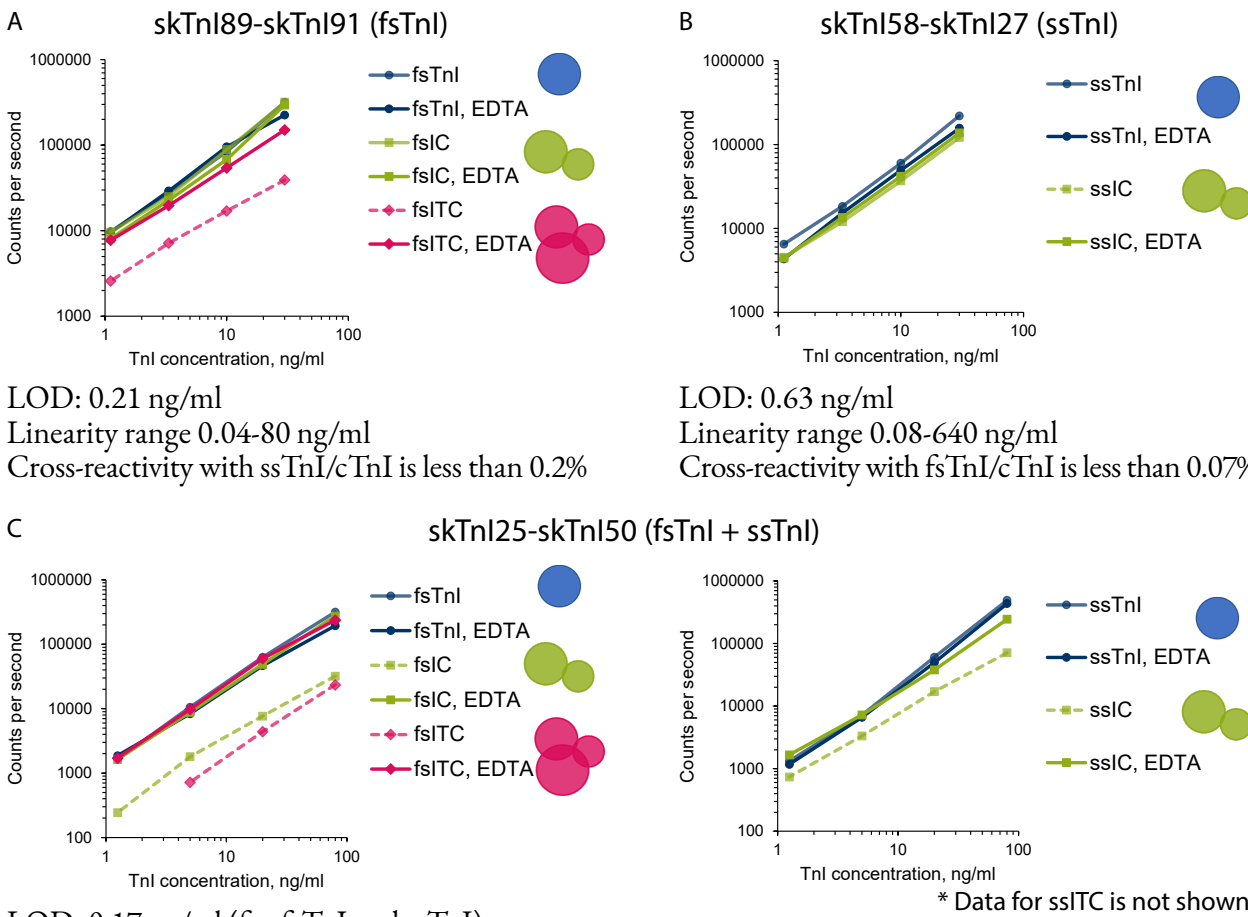 A
skTnI89-skTnI91 (fsTnI)
1000000
100000
10000
1000
Counts per second
1
10
100
TnI concentration, ng/ml
fsTnI
fsTnI, EDTA
fsIC
fsIC, EDTA
fsITC
fsITC, EDTA
LOD: 0.21 ng/ml
Linearity range 0.04-80 ng/ml
Cross-reactivity with ssTnI/cTnI is less than 0.2%
B
skTnI58-skTnI27 (ssTnI)
1000000
100000
10000
1000
Counts per second
1
10
100
TnI concentration, ng/ml
ssTnI
ssTnI, EDTA
ssIC
ssIC, EDTA
LOD: 0.63 ng/ml
Linearity range 0.08-640 ng/ml
Cross-reactivity with fsTnI/cTnI is less than 0.07%
C
skTnI25-skTnI50 (fsTnI + ssTnI)
1000000
100000
10000
1000
100
Counts per second
1
10
100
TnI concentration, ng/ml
fsTnI
fsTnI, EDTA
fsIC
fsIC, EDTA
fsITC
fsITC, EDTA
1000000
100000
10000
1000
100
Counts per second
1
10
100
TnI concentration, ng/ml
ssTnI
ssTnI, EDTA
ssIC
ssIC, EDTA
* Data for ssITC is not shown
LOD: 0.17